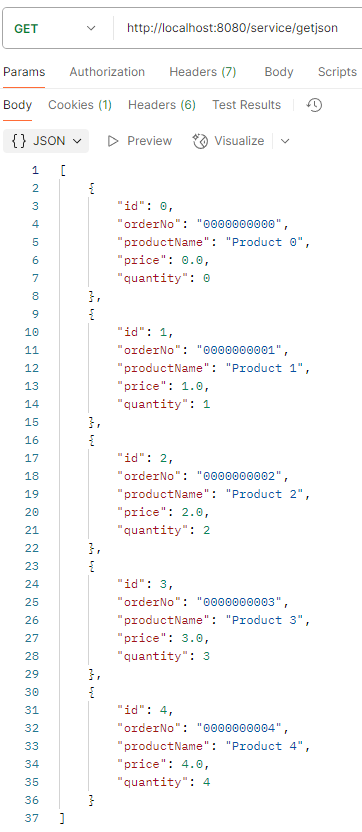 GET http://localhost:8080/service/getjson
Params Authorization Headers (7) Body Scripts
Body Cookies (1) Headers (6) Test Results
{} JSON Preview Visualize
1 [
2 {
3 "id": 0,
4 "orderNo": "0000000000",
5 "productName": "Product 0",
6 "price": 0.0,
7 "quantity": 0
8 },
9 {
10 "id": 1,
11 "orderNo": "0000000001",
12 "productName": "Product 1",
13 "price": 1.0,
14 "quantity": 1
15 },
16 {
17 "id": 2,
18 "orderNo": "0000000002",
19 "productName": "Product 2",
20 "price": 2.0,
21 "quantity": 2
22 },
23 {
24 "id": 3,
25 "orderNo": "0000000003",
26 "productName": "Product 3",
27 "price": 3.0,
28 "quantity": 3
29 },
30 {
31 "id": 4,
32 "orderNo": "0000000004",
33 "productName": "Product 4",
34 "price": 4.0,
35 "quantity": 4
36 }
37 ]